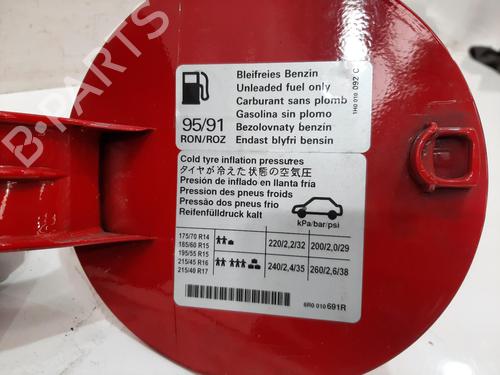 B-PARTS
B-PARTS
Bleifreies Benzin
Unleaded fuel only
Carburant sans plomb
Gasolina sin plomo
Bezolovnaty benzin
Endast blyfri bensin
95/91
RON/ROZ
1H0 010 092 C
Cold tyre inflation pressures
タイヤが冷えた状態の空気圧
Presión de inflado en llanta fría
Pression des pneus froids
Pressão dos pneus frio
Reifenfülldruck kalt
kPa/bar/psi
175/70 R14
185/60 R15
195/55 R15
215/45 R16
215/40 R17
220/2,2/32 200/2,0/29
240/2,4/35 260/2,6/38
6R0 010 691R